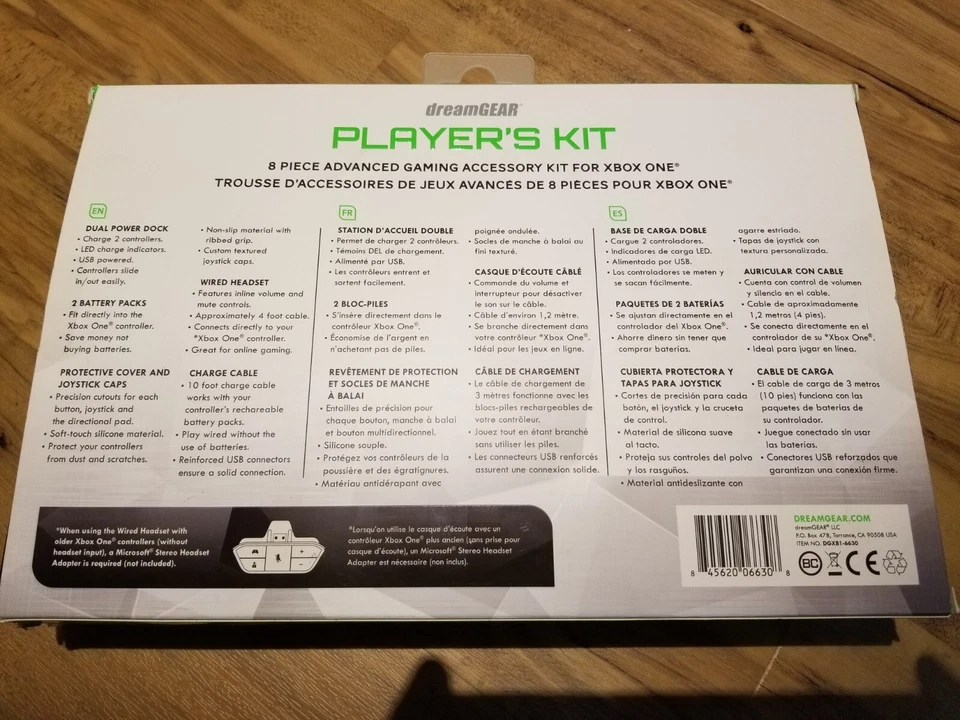 dreamGEAR®
PLAYER'S KIT
8 PIECE ADVANCED GAMING ACCESSORY KIT FOR XBOX ONE®
TROUSSE D'ACCESSOIRES DE JEUX AVANCÉS DE 8 PIÈCES POUR XBOX ONE®
EN
DUAL POWER DOCK
• Charge 2 controllers.
• LED charge indicators.
• USB powered.
• Controllers slide
in/out easily.
2 BATTERY PACKS
• Fit directly into the
Xbox One® controller.
• Save money not
buying batteries.
PROTECTIVE COVER AND
JOYSTICK CAPS
• Precision cutouts for each
button, joystick and
the directional pad.
• Soft-touch silicone material.
• Protect your controllers
from dust and scratches.
• Non-slip material with
ribbed grip.
• Custom textured
joystick caps.
WIRED HEADSET
• Features inline volume and
mute controls.
• Approximately 4 foot cable.
• Connects directly to your
*Xbox One® controller.
• Great for online gaming.
CHARGE CABLE
• 10 foot charge cable
works with your
controller's rechareable
battery packs.
• Play wired without the
use of batteries.
• Reinforced USB connectors
ensure a solid connection.
FR
STATION D'ACCUEIL DOUBLE
• Permet de charger 2 contrôleurs.
• Témoins DEL de chargement.
• Alimenté par USB.
• Les contrôleurs entrent et
sortent facilement.
2 BLOC-PILES
• S'insère directement dans le
contrôleur Xbox One®.
• Économise de l'argent en
n'achetant pas de piles.
REVÊTEMENT DE PROTECTION
ET SOCLES DE MANCHE
À BALAI
• Entailles de précision pour
chaque bouton, manche à balai
et bouton multidirectionnel.
• Silicone souple.
• Protégez vos contrôleurs de la
poussière et des égratignures.
• Matériau antidérapant avec
poignée ondulée.
• Socles de manche à balai au
fini texturé.
CASQUE D'ÉCOUTE CÂBLÉ
• Commande du volume et
interrupteur pour désactiver
le son sur le câble.
• Câble d'environ 1,2 mètre.
• Se branche directement dans
votre contrôleur *Xbox One®.
• Idéal pour les jeux en ligne.
CÂBLE DE CHARGEMENT
• Le câble de chargement de
3 mètres fonctionne avec les
blocs-piles rechargeables de
votre contrôleur.
• Jouez tout en étant branché
sans utiliser les piles.
• Les connecteurs USB renforcés
assurent une connexion solide.
ES
BASE DE CARGA DOBLE
• Cargue 2 controladores.
• Indicadores de carga LED.
• Alimentado por USB.
• Los controladores se meten y
se sacan fácilmente.
PAQUETES DE 2 BATERÍAS
• Se ajustan directamente en el
controlador del Xbox One®.
• Ahorre dinero sin tener que
comprar baterías.
CUBIERTA PROTECTORA Y
TAPAS PARA JOYSTICK
• Cortes de precisión para cada
botón, el joystick y la cruceta
de control.
• Material de silicona suave
al tacto.
• Proteja sus controles del polvo
y los rasguños.
• Material antideslizante con
agarre estriado.
• Tapas de joystick con
textura personalizada.
AURICULAR CON CABLE
• Cuenta con control de volumen
y silencio en el cable.
• Cable de aproximadamente
1,2 metros (4 pies).
• Se conecta directamente en el
controlador de su *Xbox One®.
• Ideal para jugar en línea.
CABLE DE CARGA
• El cable de carga de 3 metros
(10 pies) funciona con las
paquetes de baterías de
su controlador.
• Juegue conectado sin usar
las baterías.
• Conectores USB reforzados que
garantizan una conexión firme.
*When using the Wired Headset with
older Xbox One® controllers (without
headset input), a Microsoft® Stereo Headset
Adapter is required (not included).
*Lorsqu'on utilise le casque d'écoute avec un
contrôleur Xbox One® plus ancien (sans prise pour
casque d'écoute), un Microsoft® Stereo Headset
Adapter est nécessaire (non inclus).
8 45620 06630 8
DREAMGEAR.COM
dreamGEAR® LLC
P.O. Box 478, Torrance, CA 90508 USA
ITEM NO. DGXB1-6630
BC
CE